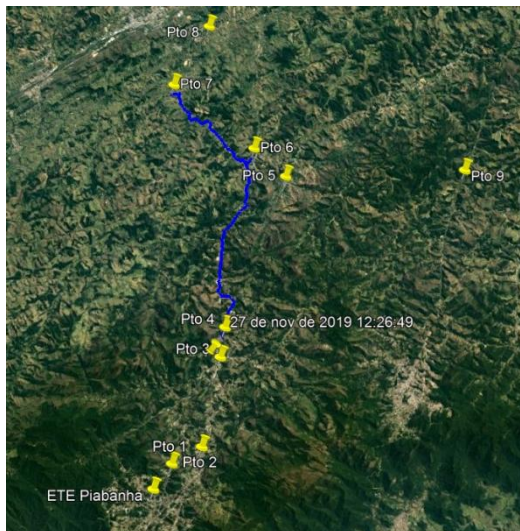 Pto 8
Pto 7
Pto 6
Pto 5
Pto 9
Pto 4
27 de nov de 2019 12:26:49
Pto 3
Pto 1
Pto 2
ETE Piabanha